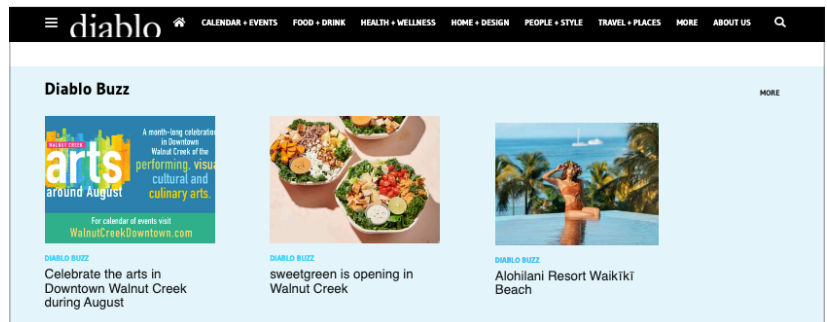 diablo
CALENDAR + EVENTS
FOOD + DRINK
HEALTH + WELLNESS
HOME + DESIGN
PEOPLE + STYLE
TRAVEL + PLACES
MORE
ABOUT US
Diablo Buzz
MORE
WALNUT CREEK
arts
around August
A month-long celebration
in Downtown
Walnut Creek of the
performing, visua
cultural and
culinary arts.
For calendar of events visit
WalnutCreekDowntown.com
DIABLO BUZZ
Celebrate the arts in
Downtown Walnut Creek
during August
DIABLO BUZZ
sweetgreen is opening in
Walnut Creek
DIABLO BUZZ
Alohilani Resort Waikīkī
Beach